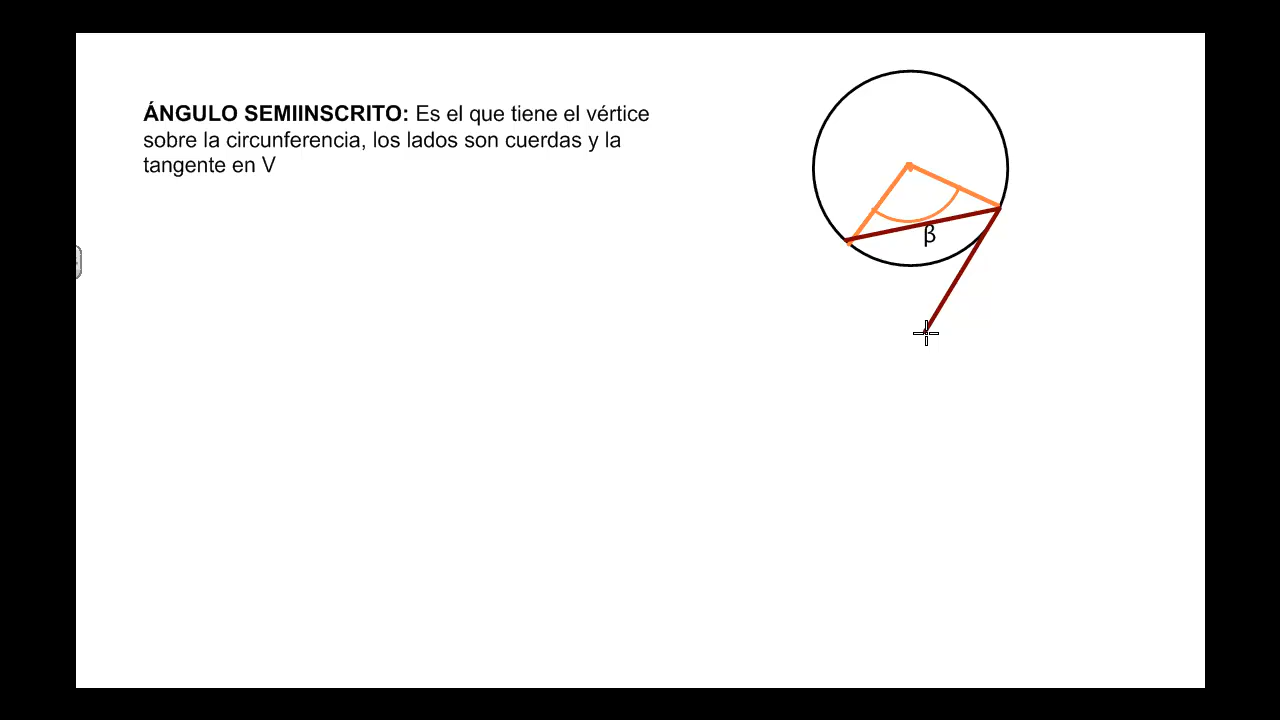 ÁNGULO SEMIINSCRITO: Es el que tiene el vértice
sobre la circunferencia, los lados son cuerdas y la
tangente en V
β